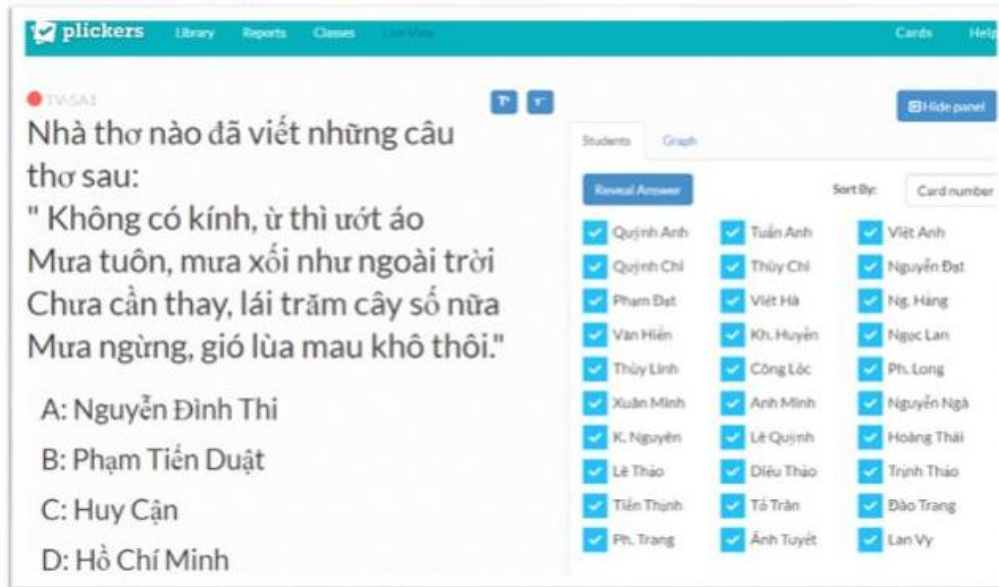 plickers Library Reports Classes Live View Cards Help
TV-5A1
Hide panel
Nhà thơ nào đã viết những câu
thơ sau:
" Không có kính, ừ thì ướt áo
Mưa tuôn, mưa xối như ngoài trời
Chưa cần thay, lái trăm cây số nữa
Mưa ngừng, gió lùa mau khô thôi."
A: Nguyễn Đình Thi
B: Phạm Tiến Duật
C: Huy Cận
D: Hồ Chí Minh
Students Graph
Reveal Answer Sort By: Card number
Quỳnh Anh Tuấn Anh Việt Anh
Quỳnh Chi Thùy Chi Nguyễn Đạt
Phạm Đạt Việt Hà Ng. Hằng
Văn Hiền Kh. Huyền Ngọc Lan
Thùy Linh Công Lộc Ph. Long
Xuân Minh Anh Minh Nguyễn Ngà
K. Nguyên Lê Quỳnh Hoàng Thái
Lê Thảo Diệu Thảo Trịnh Thảo
Tiến Thịnh Tố Trân Đào Trang
Ph. Trang Ánh Tuyết Lan Vy